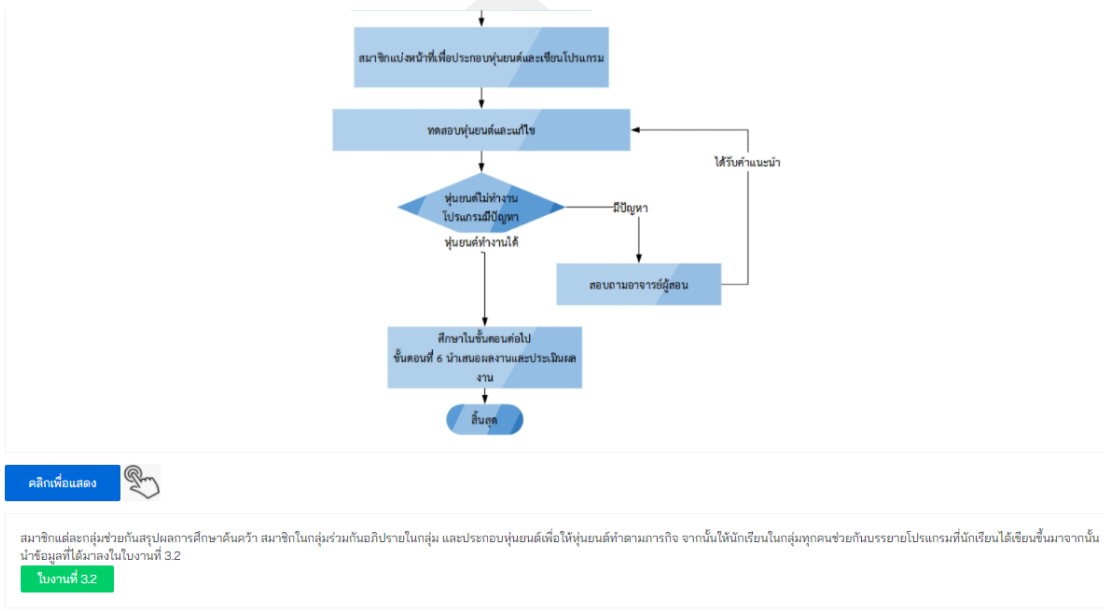 สมาชิกแบ่งหน้าที่เพื่อประกอบหุ่นยนต์และเขียนโปรแกรม
ทดสอบหุ่นยนต์และแก้ไข
ได้รับคำแนะนำ
หุ่นยนต์ไม่ทำงาน
โปรแกรมมีปัญหา
มีปัญหา
หุ่นยนต์ทำงานได้
สอบถามอาจารย์ผู้สอน
ศึกษาในขั้นตอนต่อไป
ขั้นตอนที่ 6 นำเสนอผลงานและประเมินผล
งาน
สิ้นสุด
คลิกเพื่อแสดง
สมาชิกแต่ละกลุ่มช่วยกันสรุปผลการศึกษาค้นคว้า สมาชิกในกลุ่มร่วมกันอภิปรายในกลุ่ม และประกอบหุ่นยนต์เพื่อให้หุ่นยนต์ทำตามภารกิจ จากนั้นให้นักเรียนในกลุ่มทุกคนช่วยกันบรรยายโปรแกรมที่นักเรียนได้เขียนขึ้นมาจากนั้น
นำข้อมูลที่ได้มาลงในใบงานที่ 3.2
ใบงานที่ 3.2